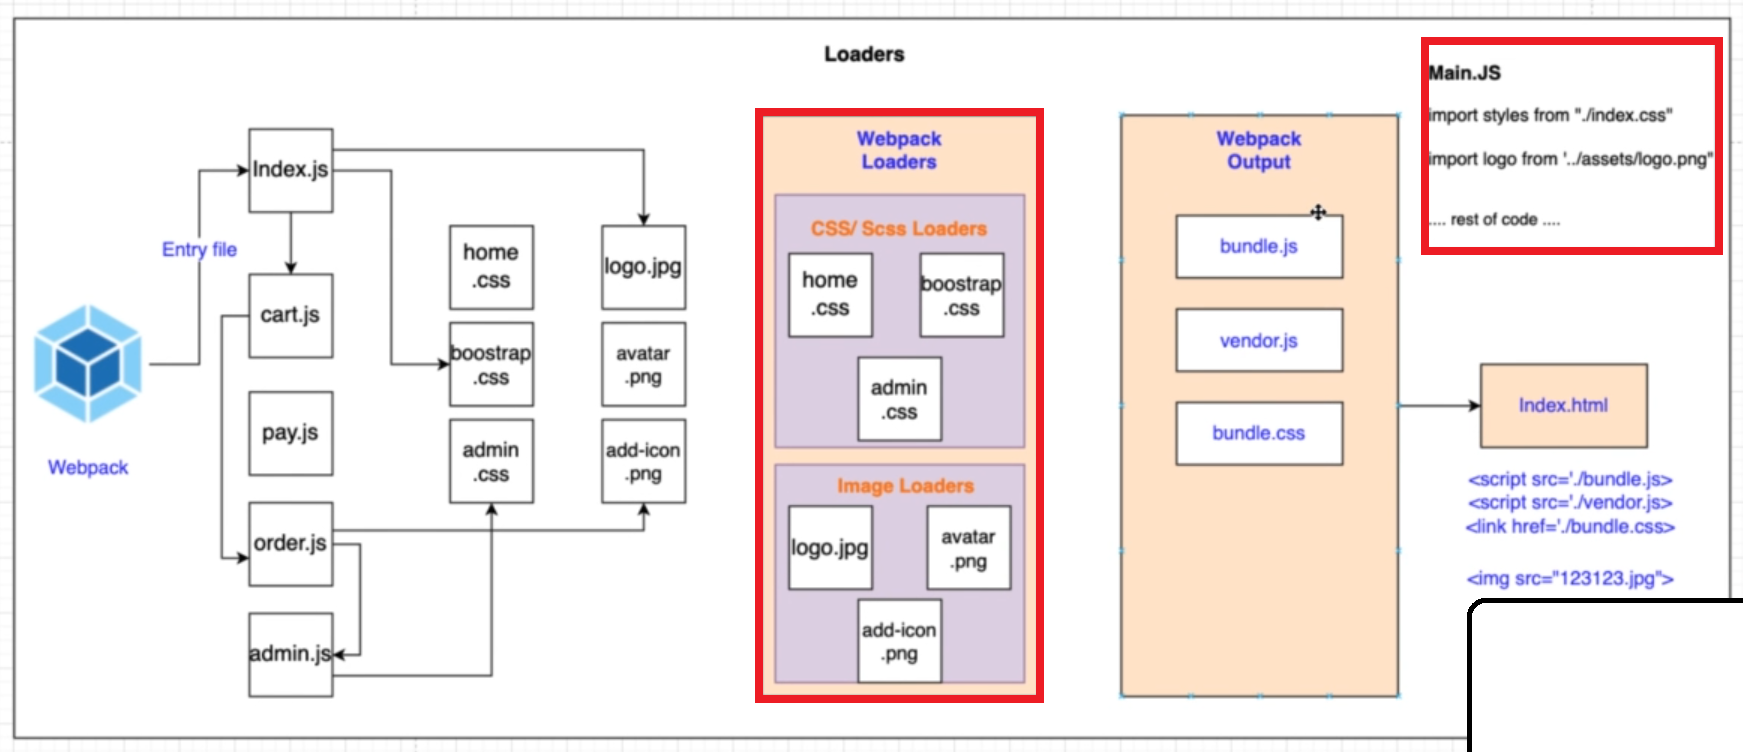 Loaders
Main.JS
import styles from "./index.css"
import logo from '../assets/logo.png"
.... rest of code ....
Entry file
Webpack
Index.js
cart.js
pay.js
order.js
admin.js
home
.css
boostrap
.css
admin
.css
logo.jpg
avatar
.png
add-icon
.png
Webpack
Loaders
CSS/ Scss Loaders
home
.css
boostrap
.css
admin
.css
Image Loaders
logo.jpg
avatar
.png
add-icon
.png
Webpack
Output
bundle.js
vendor.js
bundle.css
Index.html
<script src='./bundle.js>
<script src='./vendor.js>
<link href='./bundle.css>
<img src="123123.jpg">